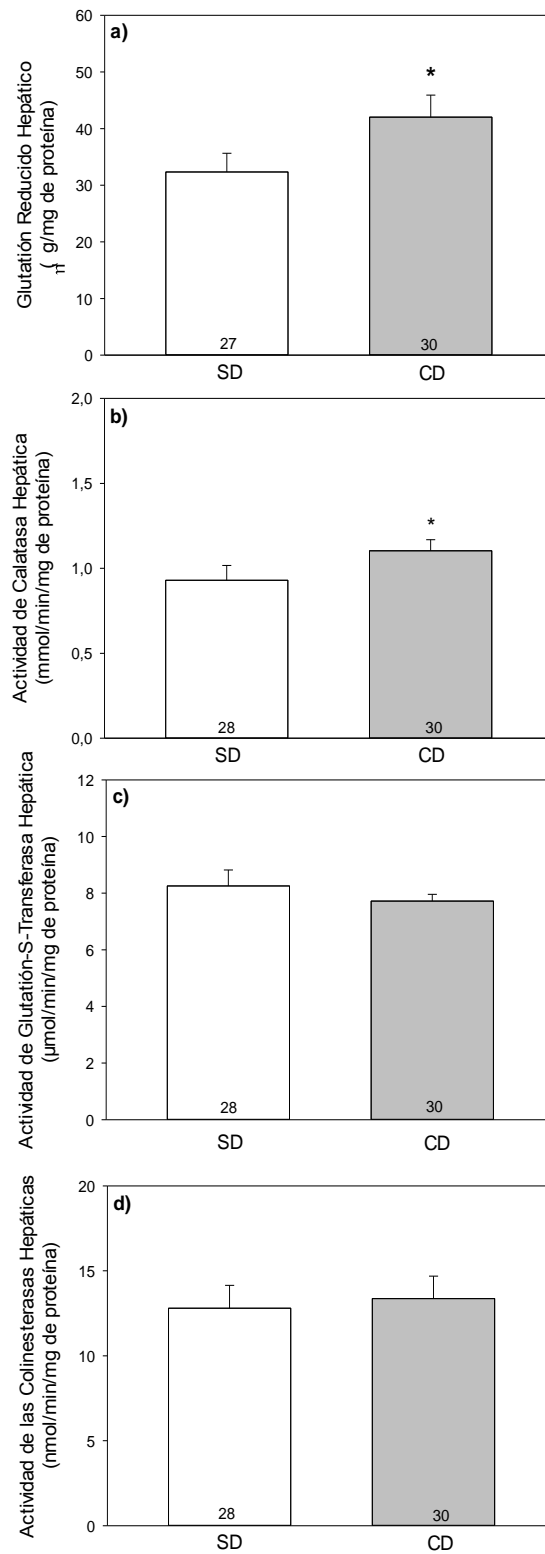 a)
Glutatión Reducido Hepático
( g/mg de proteína)
60
50
40
30
20
10
0
*
27
30
SD
CD
b)
Actividad de Calatasa Hepática
(mmol/min/mg de proteína)
2,0
1,5
1,0
0,5
0,0
*
28
30
SD
CD
c)
Actividad de Glutatión-S-Transferasa Hepática
(µmol/min/mg de proteína)
12
10
8
6
4
2
0
28
30
SD
CD
d)
Actividad de las Colinesterasas Hepáticas
(nmol/min/mg de proteína)
20
15
10
5
0
28
30
SD
CD